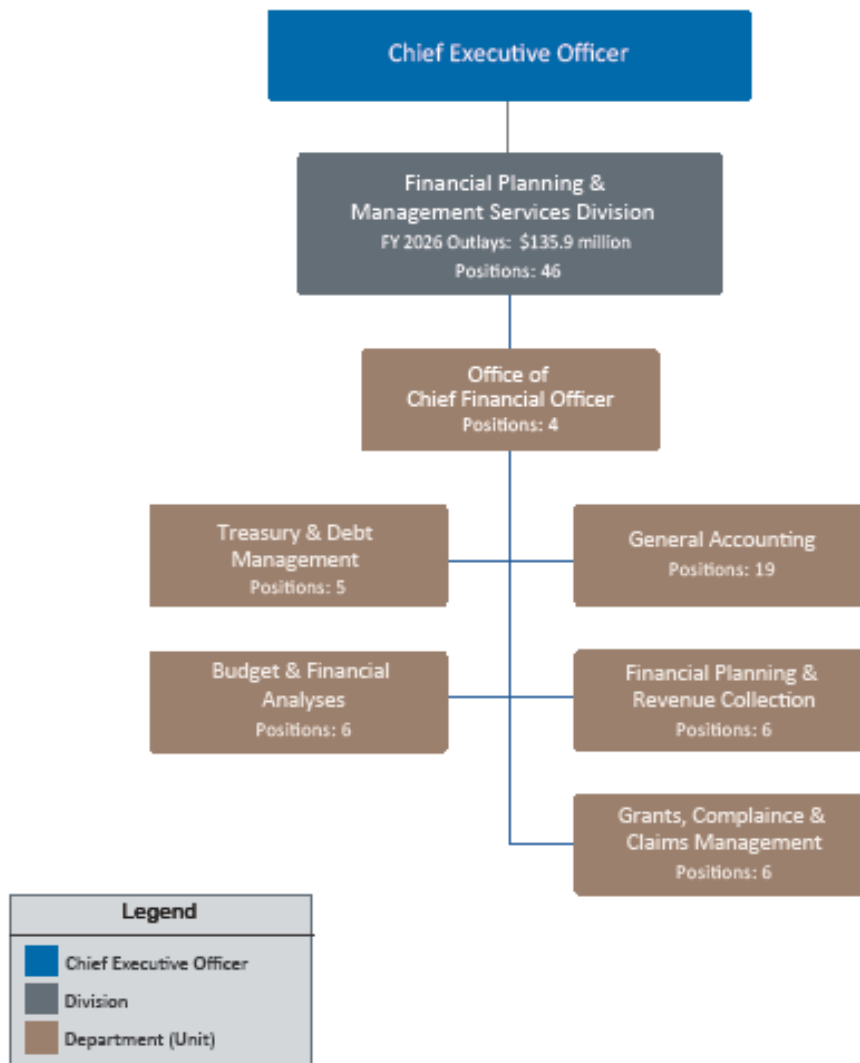 Chief Executive Officer
Financial Planning &
Management Services Division
FY 2026 Outlays: $135.9 million
Positions: 46
Office of
Chief Financial Officer
Positions: 4
Treasury & Debt
Management
Positions: 5
General Accounting
Positions: 19
Budget & Financial
Analyses
Positions: 6
Financial Planning &
Revenue Collection
Positions: 6
Grants, Complaince &
Claims Management
Positions: 6
Legend
Chief Executive Officer
Division
Department (Unit)